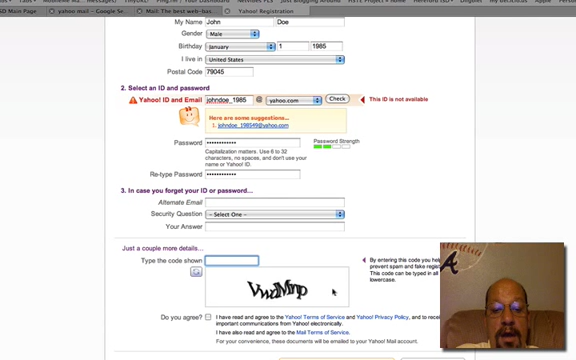 My Name John Doe
Gender Male
Birthday January 1 1985
I live in United States
Postal Code 79045
2. Select an ID and password
Yahoo! ID and Email johndoe_1985 @ yahoo.com Check This ID is not available
Here are some suggestions...
1. johndoe_198549@yahoo.com
Password •••••••••••• Password Strength
Capitalization matters. Use 6 to 32
characters, no spaces, and don't use your
name or Yahoo! ID.
Re-type Password ••••••••••••
3. In case you forget your ID or password...
Alternate Email
Security Question - Select One -
Your Answer
Just a couple more details...
Type the code shown
By entering this code you
prevent spam and fake
This code can be typed in all
lowercase.
Do you agree? I have read and agree to the Yahoo! Terms of Service and Yahoo! Privacy Policy, and to
important communications from Yahoo! electronically.
I have also read and agree to the Mail Terms of Service.
For your convenience, these documents will be emailed to your Yahoo! Mail account.